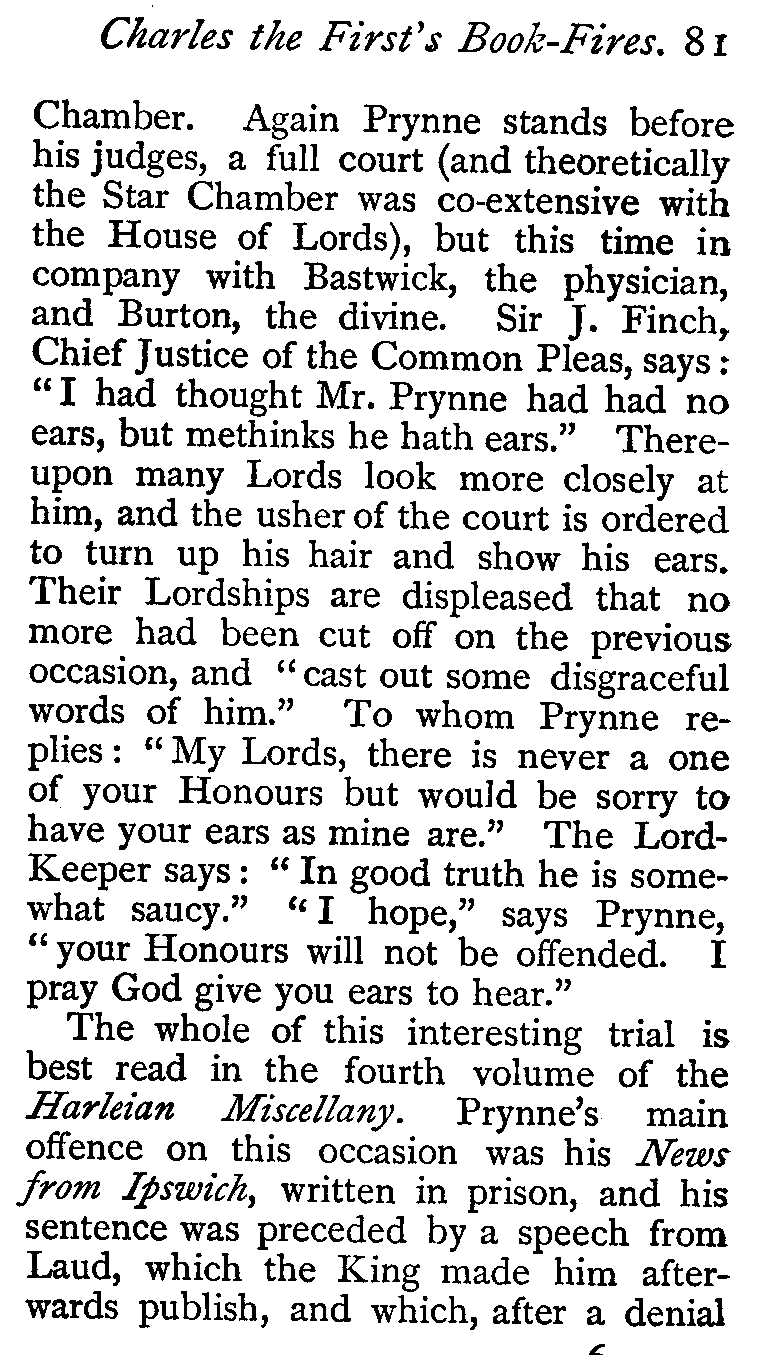 Charles the First's Book-Fires. 81
Chamber. Again Prynne stands before
his judges, a full court (and theoretically
the Star Chamber was co-extensive with
the House of Lords), but this time in
company with Bastwick, the physician,
and Burton, the divine. Sir J. Finch,
Chief Justice of the Common Pleas, says:
“I had thought Mr. Prynne had had no
ears, but methinks he hath ears.” There-
upon many Lords look more closely at
him, and the usher of the court is ordered
to turn up his hair and show his ears.
Their Lordships are displeased that no
more had been cut off on the previous
occasion, and “cast out some disgraceful
words of him.” To whom Prynne re-
plies: “My Lords, there is never a one
of your Honours but would be sorry to
have your ears as mine are.” The Lord-
Keeper says: “In good truth he is some-
what saucy.” “I hope,” says Prynne,
“your Honours will not be offended. I
pray God give you ears to hear.”
The whole of this interesting trial is
best read in the fourth volume of the
Harleian Miscellany. Prynne's main
offence on this occasion was his News
from Ipswich, written in prison, and his
sentence was preceded by a speech from
Laud, which the King made him after-
wards publish, and which, after a denial